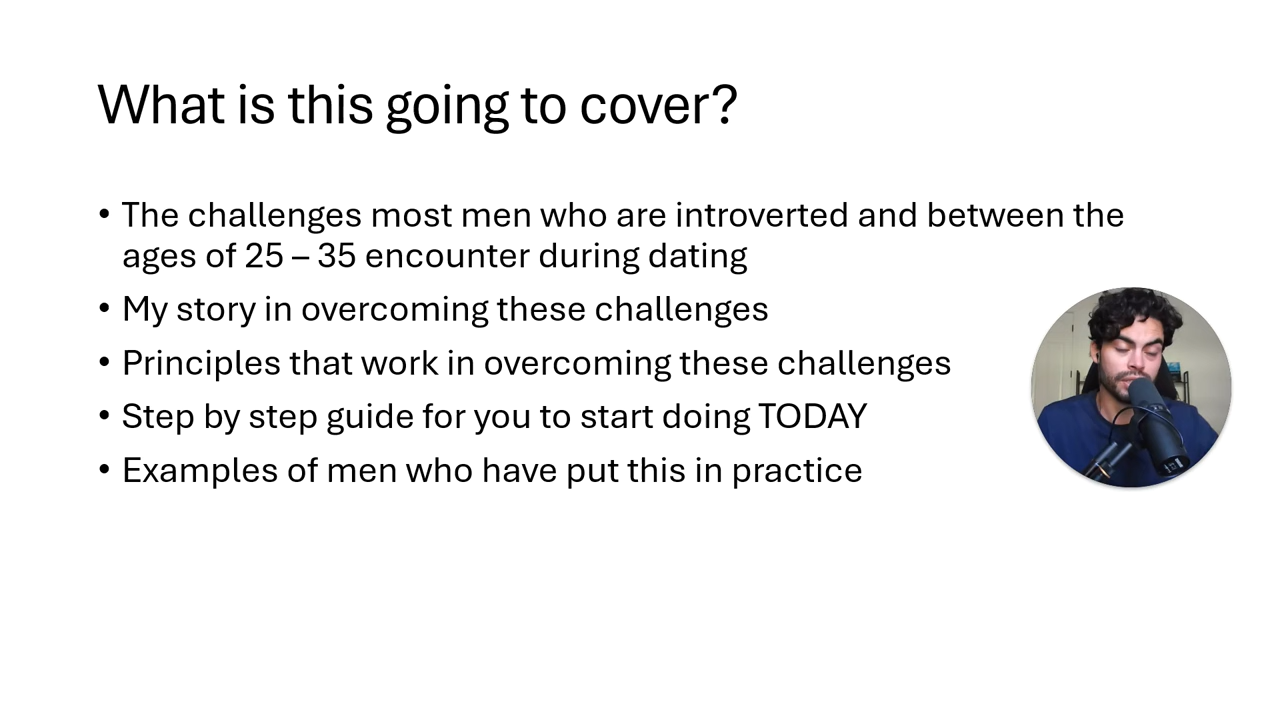 What is this going to cover?
• The challenges most men who are introverted and between the
ages of 25 – 35 encounter during dating
• My story in overcoming these challenges
• Principles that work in overcoming these challenges
• Step by step guide for you to start doing TODAY
• Examples of men who have put this in practice